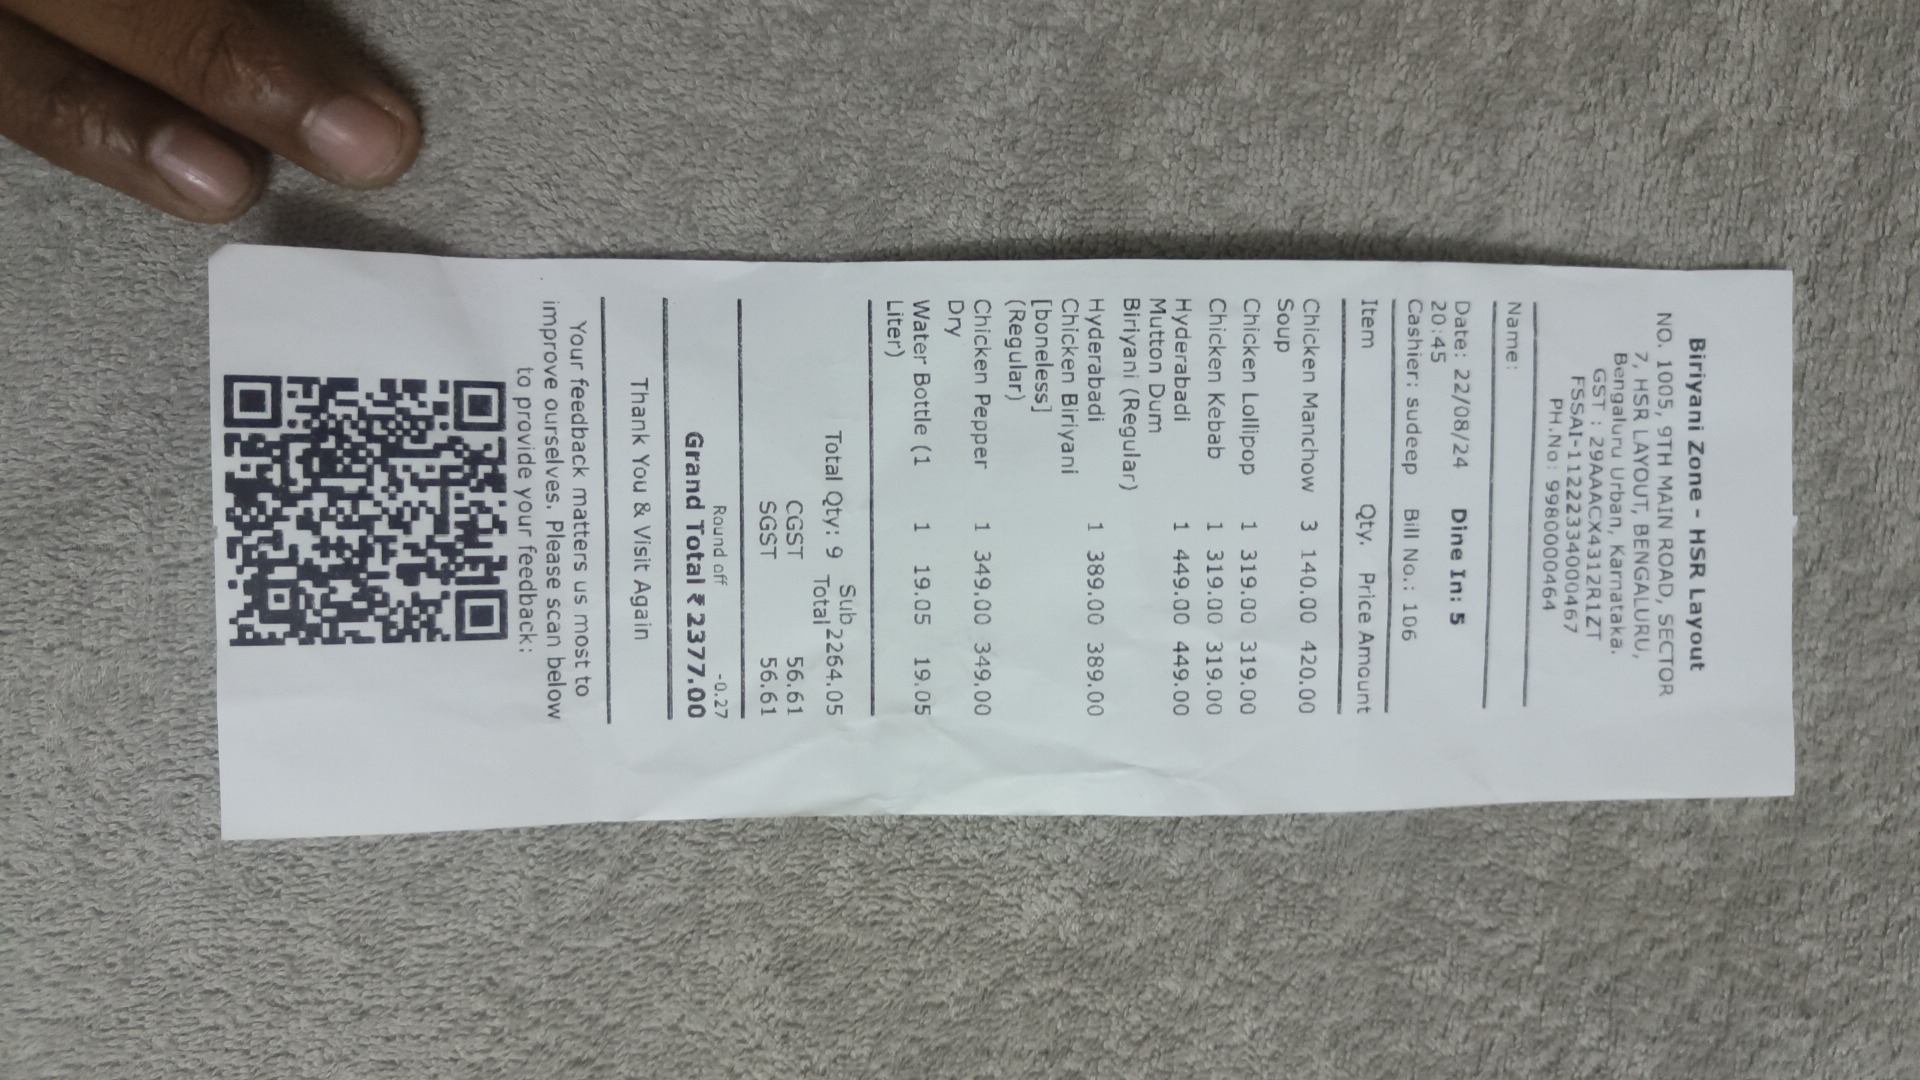 Biriyani Zone - HSR Layout
NO. 1005, 9TH MAIN ROAD, SECTOR
7, HSR LAYOUT, BENGALURU,
Bengaluru Urban, Karnataka.
GST : 29AAACX4312R1ZT
FSSAI-11222334000467
PH.No: 9980000464
Name:
Date: 22/08/24 Dine In: 5
20:45
Cashier: sudeep Bill No.: 106
Item Qty. Price Amount
Chicken Manchow 3 140.00 420.00
Soup
Chicken Lollipop 1 319.00 319.00
Chicken Kebab 1 319.00 319.00
Hyderabadi 1 449.00 449.00
Mutton Dum
Biriyani (Regular)
Hyderabadi 1 389.00 389.00
Chicken Biriyani
[boneless]
(Regular)
Chicken Pepper 1 349.00 349.00
Dry
Water Bottle (1 1 19.05 19.05
Liter)
Total Qty: 9 Sub Total 2264.05
CGST 56.61
SGST 56.61
Round off -0.27
Grand Total ₹ 2377.00
Thank You & Visit Again
Your feedback matters us most to
improve ourselves. Please scan below
to provide your feedback: